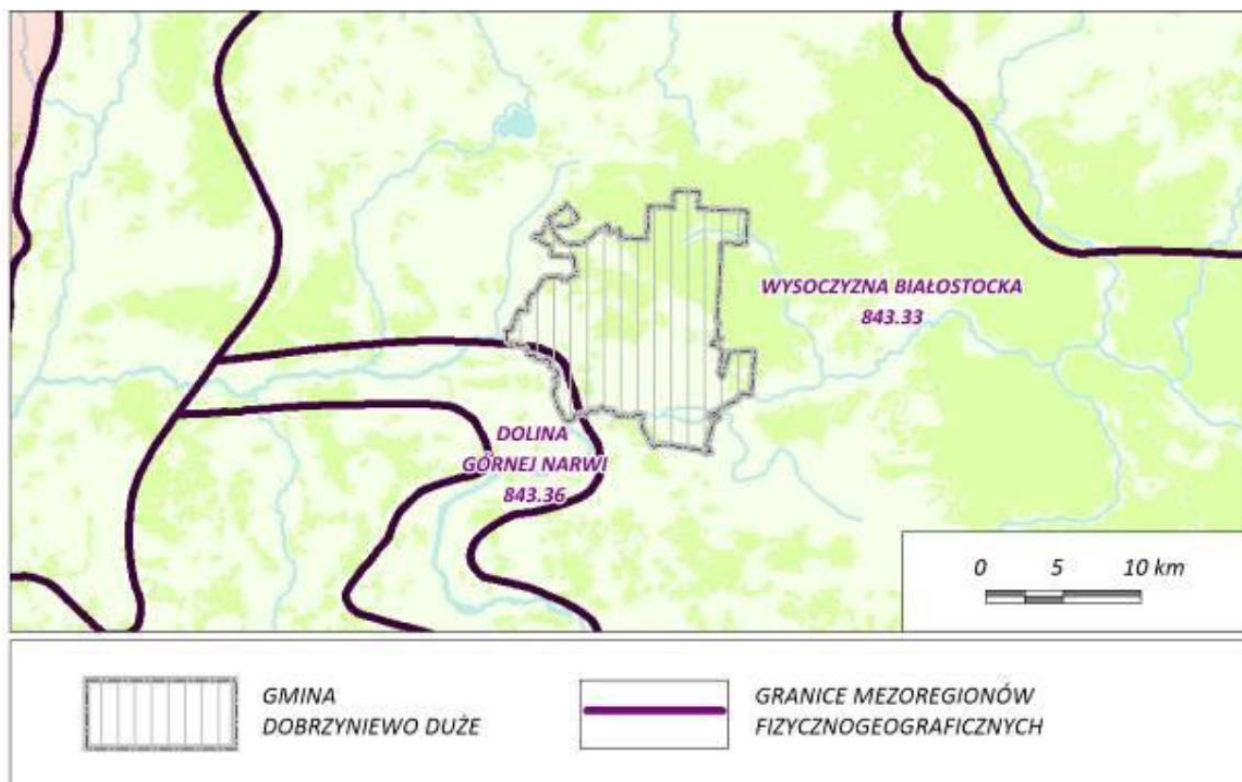 WYSOCZYZNA BIAŁOSTOCKA
843.33
DOLINA
GÓRNEJ NARWI
843.36
0 5 10 km
GMINA
DOBRZYNIEWO DUŻE
GRANICE MEZOREGIONÓW
FIZYCZNOGEOGRAFICZNYCH